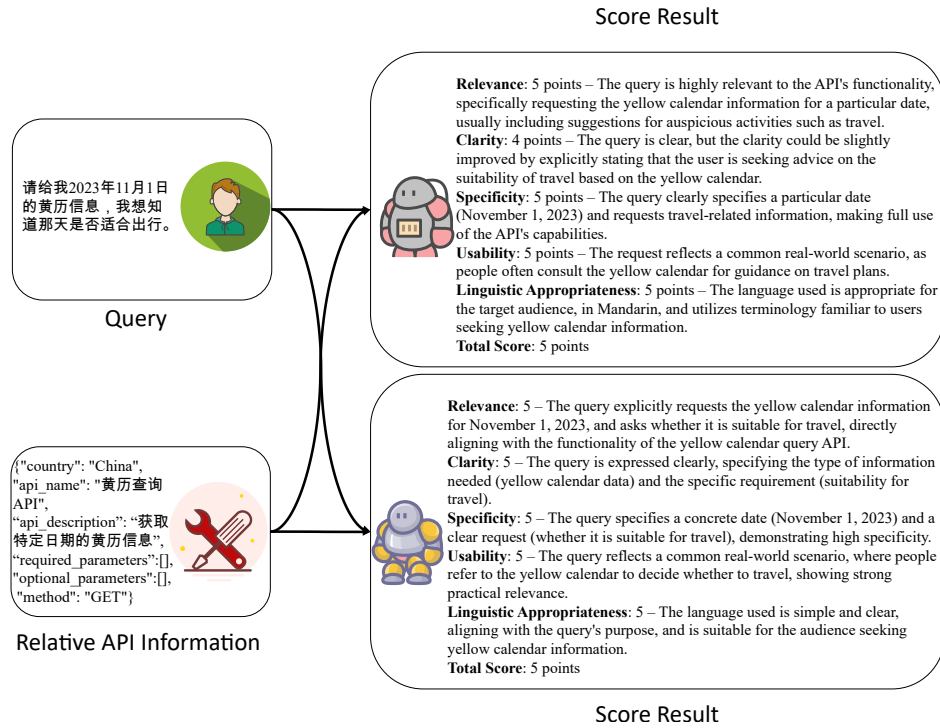 Score Result
Relevance: 5 points – The query is highly relevant to the API's functionality,
specifically requesting the yellow calendar information for a particular date,
usually including suggestions for auspicious activities such as travel.
Clarity: 4 points – The query is clear, but the clarity could be slightly
improved by explicitly stating that the user is seeking advice on the
suitability of travel based on the yellow calendar.
Specificity: 5 points – The query clearly specifies a particular date
(November 1, 2023) and requests travel-related information, making full use
of the API's capabilities.
Usability: 5 points – The request reflects a common real-world scenario, as
people often consult the yellow calendar for guidance on travel plans.
Linguistic Appropriateness: 5 points – The language used is appropriate for
the target audience, in Mandarin, and utilizes terminology familiar to users
seeking yellow calendar information.
Total Score: 5 points
请给我2023年11月1日
的黄历信息，我想知
道那天是否适合出行。
Query
Relevance: 5 – The query explicitly requests the yellow calendar information
for November 1, 2023, and asks whether it is suitable for travel, directly
aligning with the functionality of the yellow calendar query API.
Clarity: 5 – The query is expressed clearly, specifying the type of information
needed (yellow calendar data) and the specific requirement (suitability for
travel).
Specificity: 5 – The query specifies a concrete date (November 1, 2023) and a
clear request (whether it is suitable for travel), demonstrating high specificity.
Usability: 5 – The query reflects a common real-world scenario, where people
refer to the yellow calendar to decide whether to travel, showing strong
practical relevance.
Linguistic Appropriateness: 5 – The language used is simple and clear,
aligning with the query's purpose, and is suitable for the audience seeking
yellow calendar information.
Total Score: 5 points
{"country": "China",
"api_name": "黄历查询
API",
“api_description”: “获取
特定日期的黄历信息”,
“required_parameters”:[],
"optional_parameters":[],
"method": "GET"}
Relative API Information
Score Result